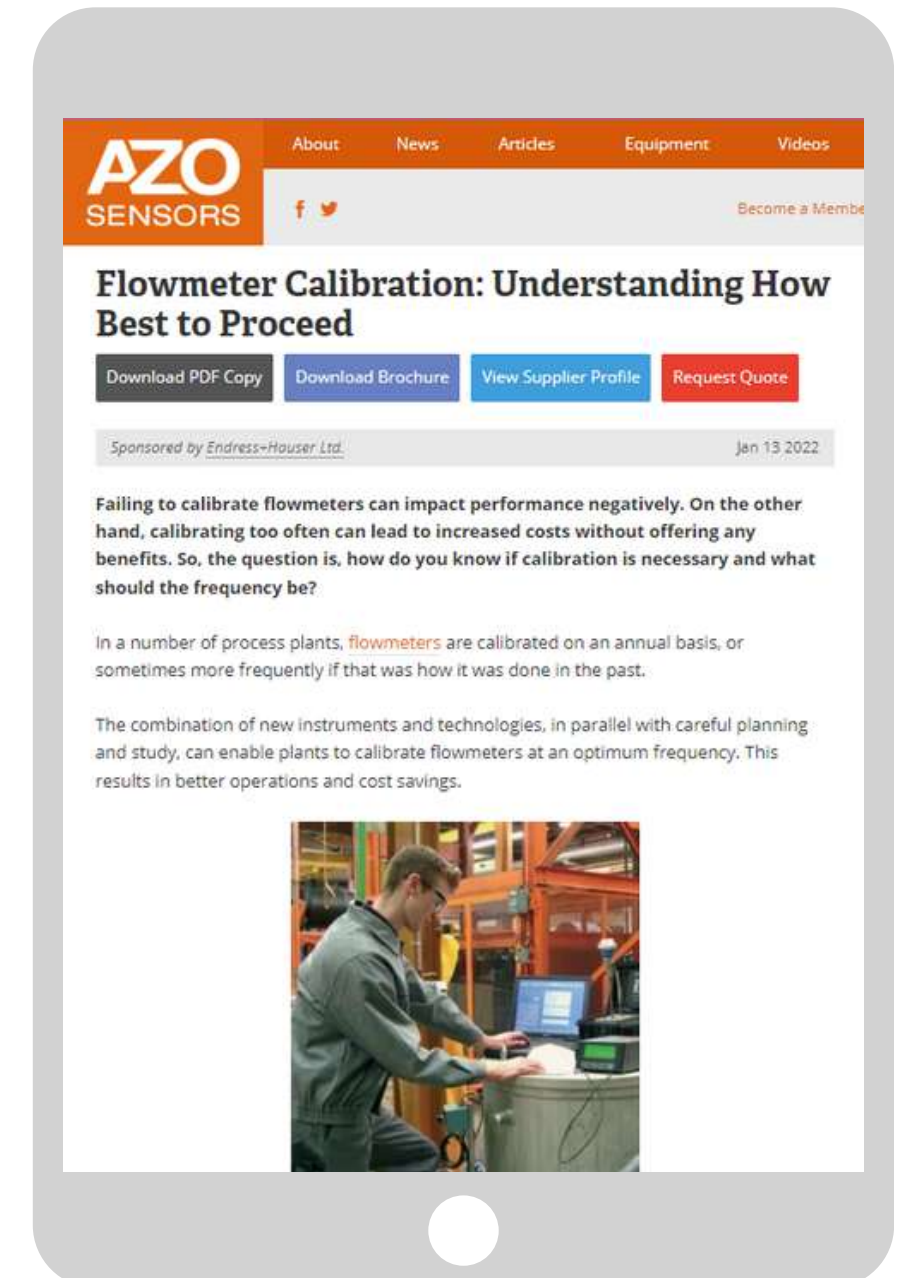 AZO
SENSORS
About News Articles Equipment Videos
Become a Membe
Flowmeter Calibration: Understanding How
Best to Proceed
Download PDF Copy Download Brochure View Supplier Profile Request Quote
Sponsored by Endress+Hauser Ltd. Jan 13 2022
Failing to calibrate flowmeters can impact performance negatively. On the other
hand, calibrating too often can lead to increased costs without offering any
benefits. So, the question is, how do you know if calibration is necessary and what
should the frequency be?
In a number of process plants, flowmeters are calibrated on an annual basis, or
sometimes more frequently if that was how it was done in the past.
The combination of new instruments and technologies, in parallel with careful planning
and study, can enable plants to calibrate flowmeters at an optimum frequency. This
results in better operations and cost savings.